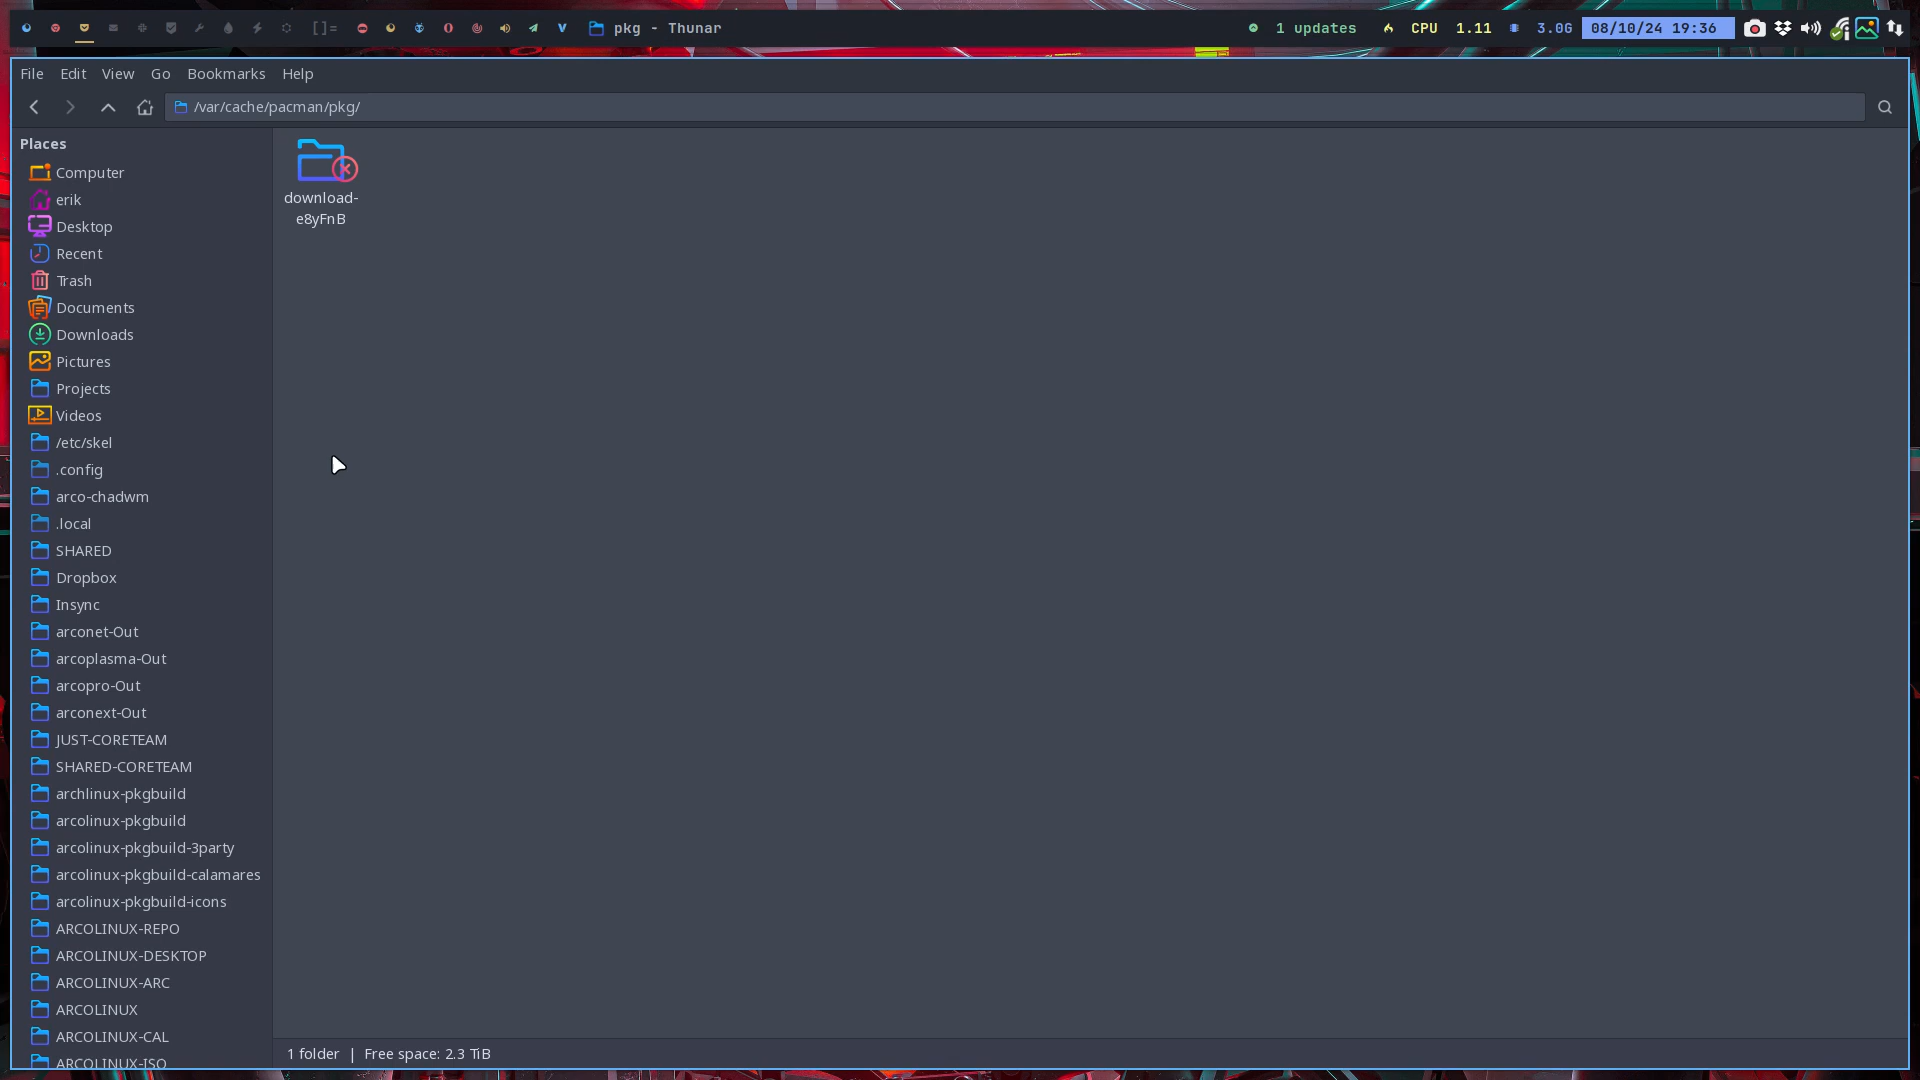 []=
pkg - Thunar
1 updates
CPU 1.11
3.0G
08/10/24 19:36
File Edit View Go Bookmarks Help
/var/cache/pacman/pkg/
Places
Computer
erik
Desktop
Recent
Trash
Documents
Downloads
Pictures
Projects
Videos
/etc/skel
.config
arco-chadwm
.local
SHARED
Dropbox
Insync
arconet-Out
arcoplasma-Out
arcopro-Out
arconext-Out
JUST-CORETEAM
SHARED-CORETEAM
archlinux-pkgbuild
arcolinux-pkgbuild
arcolinux-pkgbuild-3party
arcolinux-pkgbuild-calamares
arcolinux-pkgbuild-icons
ARCOLINUX-REPO
ARCOLINUX-DESKTOP
ARCOLINUX-ARC
ARCOLINUX
ARCOLINUX-CAL
ARCOLINUX-ISO
download-
e8yFnB
1 folder | Free space: 2.3 TiB